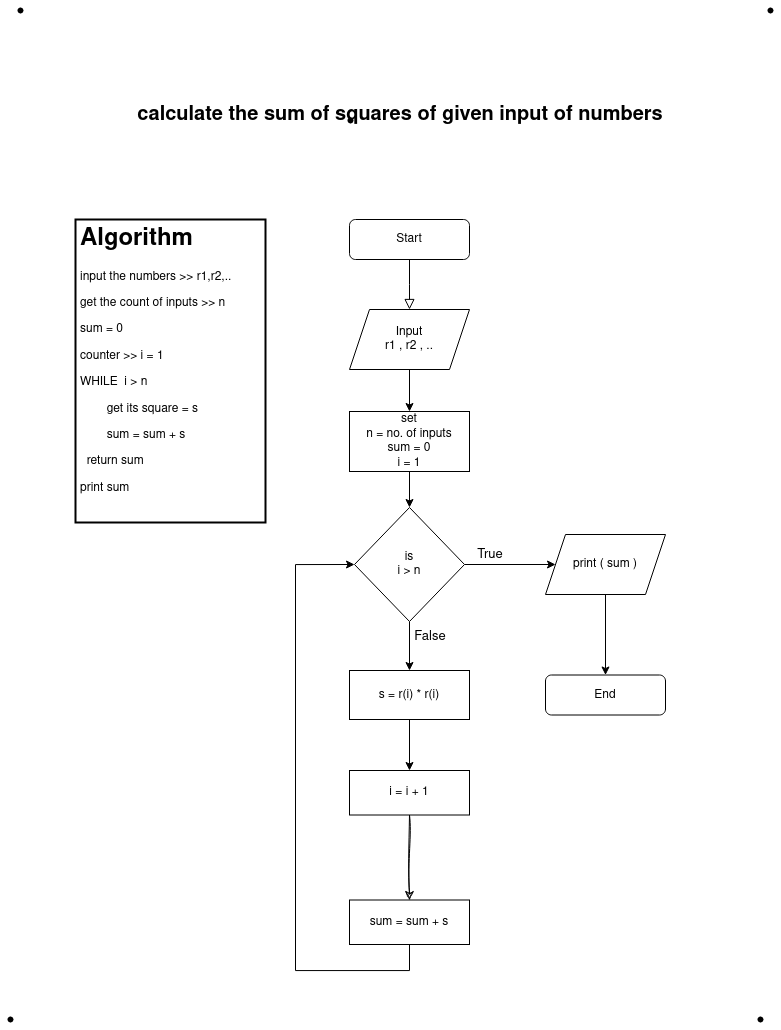 calculate the sum of squares of given input of numbers
Algorithm
input the numbers >> r1,r2,..
get the count of inputs >> n
sum = 0
counter >> i = 1
WHILE  i > n
get its square = s
sum = sum + s
return sum
print sum
Start
Input
r1 , r2 , ..
set
n = no. of inputs
sum = 0
i = 1
is
i > n
True
print ( sum )
False
End
s = r(i) * r(i)
i = i + 1
sum = sum + s